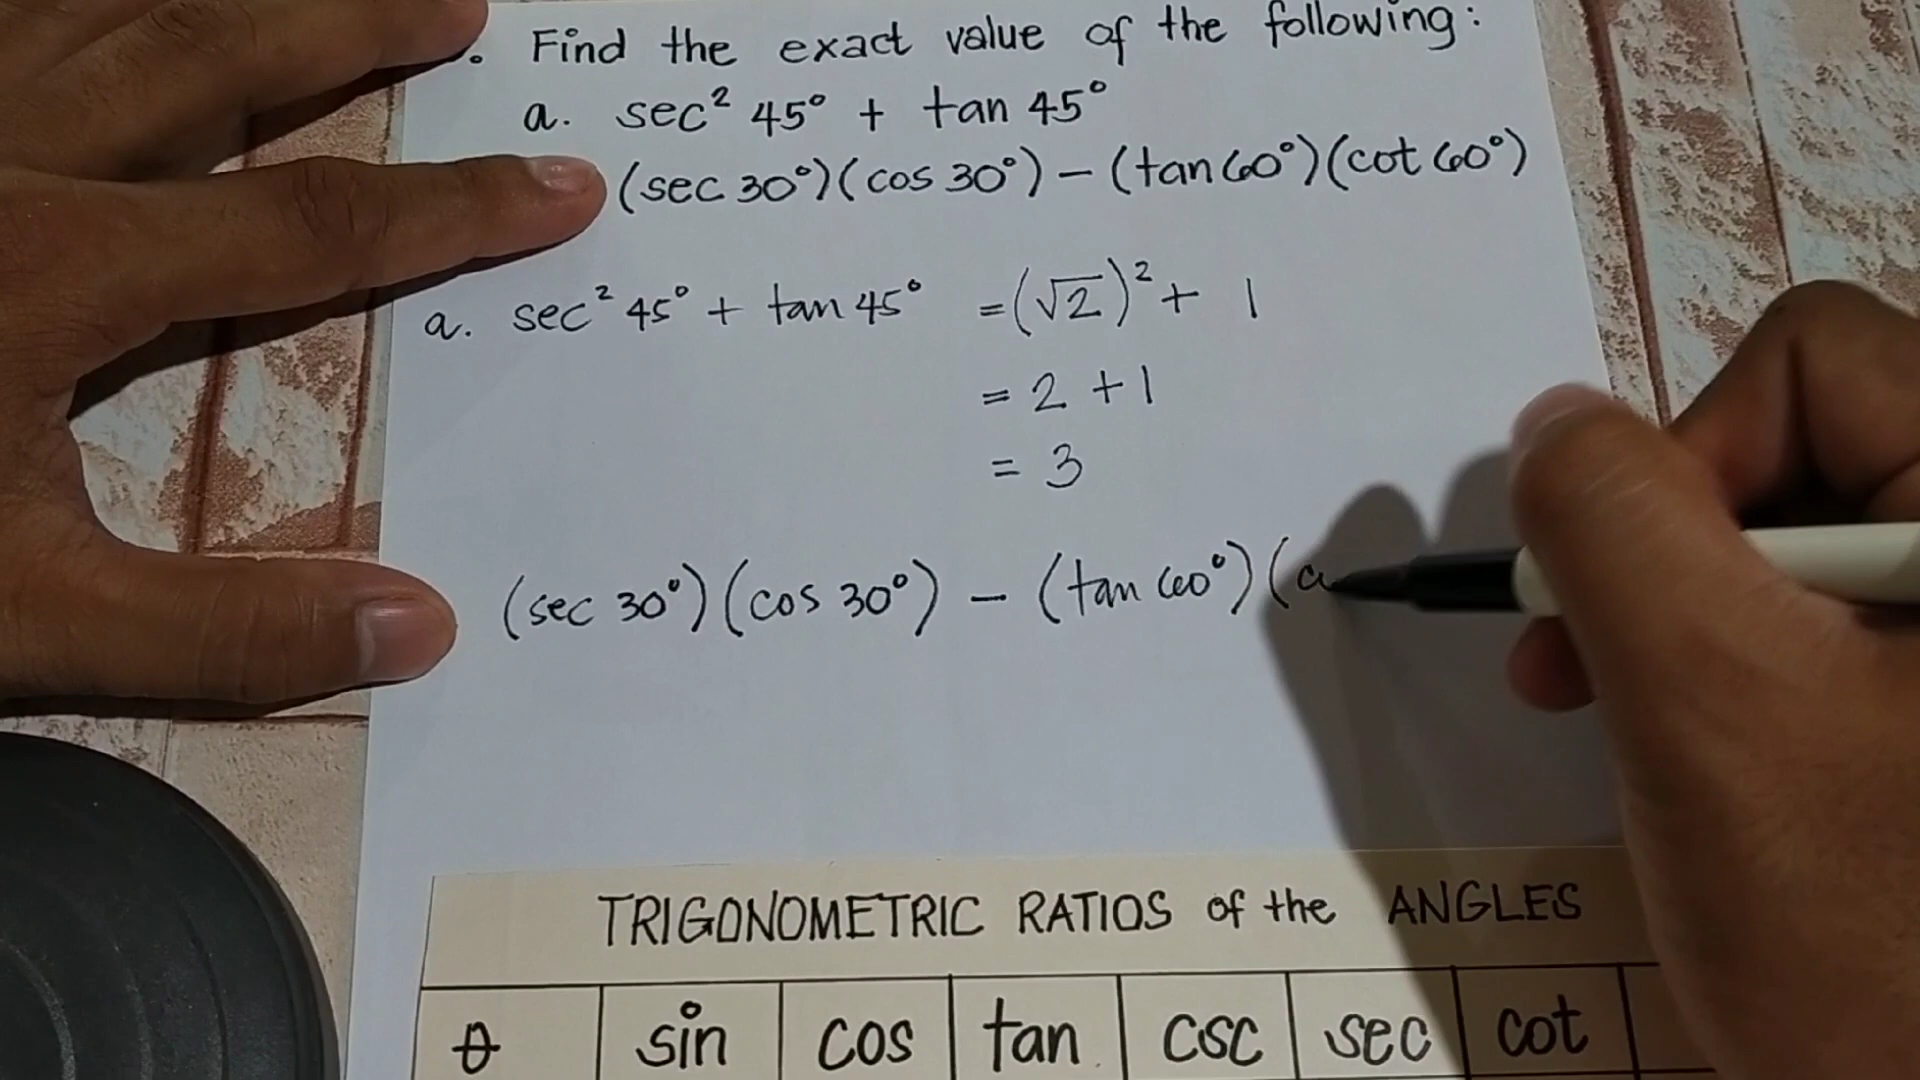 . Find the exact value of the following:
a. sec² 45° + tan 45°
(sec 30°)(cos 30°) – (tan 60°)(cot 60°)
a. sec² 45° + tan 45° = (√2)² + 1
= 2 + 1
= 3
(sec 30°)(cos 30°) – (tan 60°)(
TRIGONOMETRIC RATIOS of the ANGLES
θ sin cos tan csc sec cot